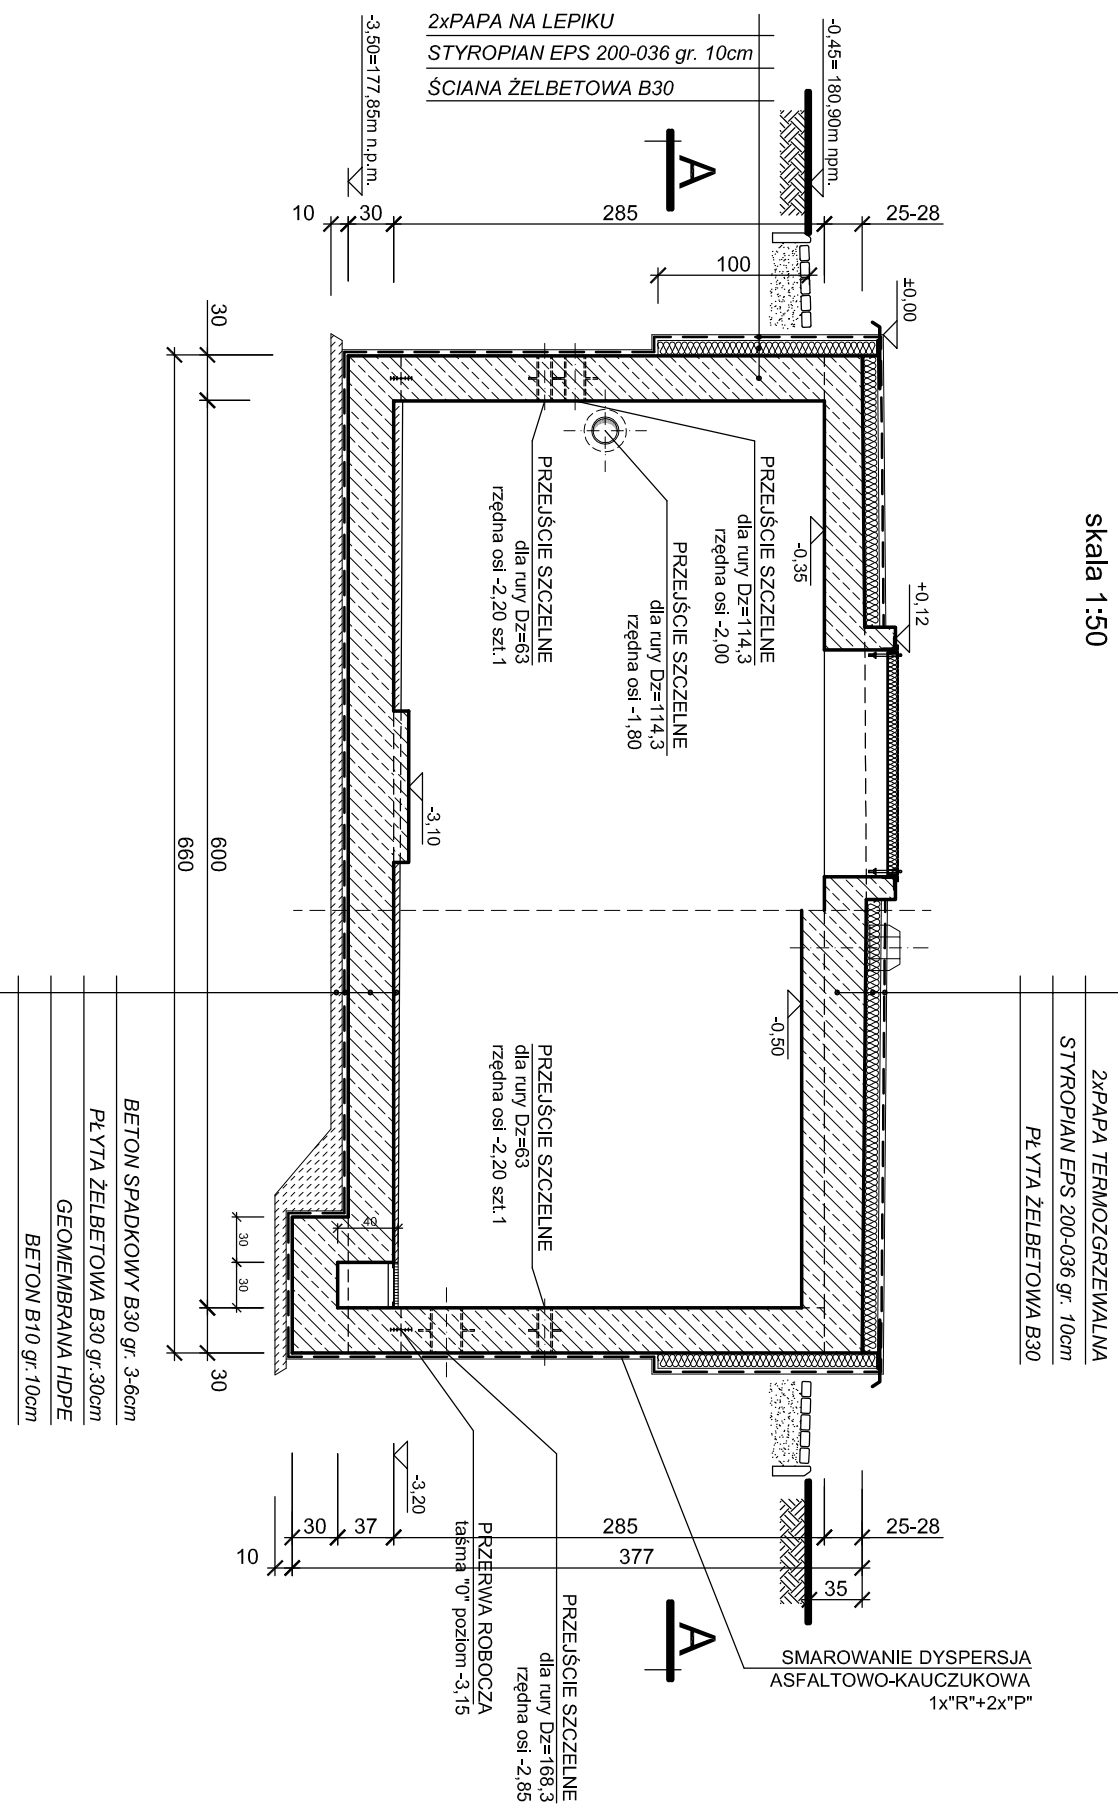 skala 1:50
2xPAPA NA LEPIKU
STYROPIAN EPS 200-036 gr. 10cm
ŚCIANA ŻELBETOWA B30
-3,50=177,85m n.p.m.
-0,45= 180,90m npm.
A
10
30
285
25-28
100
±0,00
30
+0,12
PRZEJŚCIE SZCZELNE
dla rury Dz=114,3
rzędna osi -2,00
-0,35
PRZEJŚCIE SZCZELNE
dla rury Dz=63
rzędna osi -2,20 szt.1
PRZEJŚCIE SZCZELNE
dla rury Dz=114,3
rzędna osi -1,80
-3,10
600
660
-0,50
2xPAPA TERMOZGRZEWALNA
STYROPIAN EPS 200-036 gr. 10cm
PŁYTA ŻELBETOWA B30
PRZEJŚCIE SZCZELNE
dla rury Dz=63
rzędna osi -2,20 szt.1
BETON SPADKOWY B30 gr. 3-6cm
PŁYTA ŻELBETOWA B30 gr.30cm
GEOMEMBRANA HDPE
BETON B10 gr.10cm
40
30
30
30
-3,20
10
30
37
285
25-28
377
35
PRZERWA ROBOCZA
taśma "0" poziom -3,15
PRZEJŚCIE SZCZELNE
dla rury Dz=168,3
rzędna osi -2,85
A
SMAROWANIE DYSPERSJA
ASFALTOWO-KAUCZUKOWA
1x"R"+2x"P"